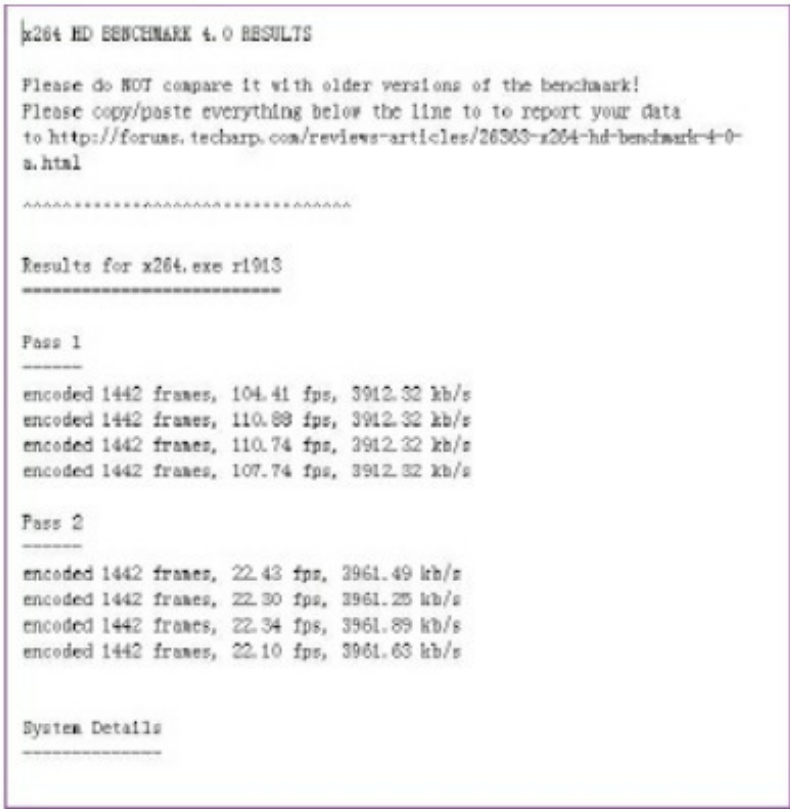 x264 HD BENCHMARK 4.0 RESULTS
Please do NOT compare it with older versions of the benchmark!
Please copy/paste everything below the line to to report your data
to http://forums.techarp.com/reviews-articles/26363-x264-hd-benchmark-4-0-
a.html
Results for x264.exe r1913
==========================
Pass 1
------
encoded 1442 frames, 104.41 fps, 3912.32 kb/s
encoded 1442 frames, 110.88 fps, 3912.32 kb/s
encoded 1442 frames, 110.74 fps, 3912.32 kb/s
encoded 1442 frames, 107.74 fps, 3912.32 kb/s
Pass 2
------
encoded 1442 frames, 22.43 fps, 3961.49 kb/s
encoded 1442 frames, 22.30 fps, 3961.25 kb/s
encoded 1442 frames, 22.34 fps, 3961.89 kb/s
encoded 1442 frames, 22.10 fps, 3961.63 kb/s
System Details
--------------